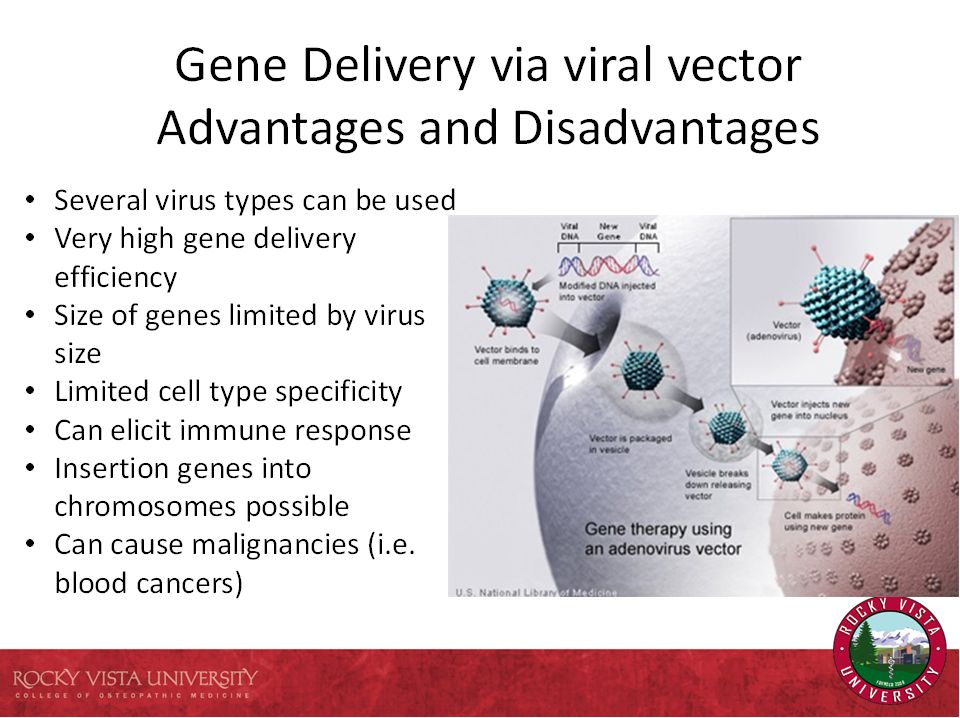 Gene Delivery via viral vector
Advantages and Disadvantages
• Several virus types can be used
• Very high gene delivery
efficiency
• Size of genes limited by virus
size
• Limited cell type specificity
• Can elicit immune response
• Insertion genes into
chromosomes possible
• Can cause malignancies (i.e.
blood cancers)
Viral
DNA
New
Gene
Viral
DNA
Modified DNA injected
into vector
Vector binds to
cell membrane
Vector
(adenovirus)
New gene
Vector is packaged
in vesicle
Vector injects new
gene into nucleus
Vesicle breaks
down releasing
vector
Cell makes protein
using new gene
Gene therapy using
an adenovirus vector
U.S. National Library of Medicine
ROCKY VISTA UNIVERSITY
COLLEGE OF OSTEOPATHIC MEDICINE
ROCKY VISTA
UNIVERSITY
FOUNDED 2006